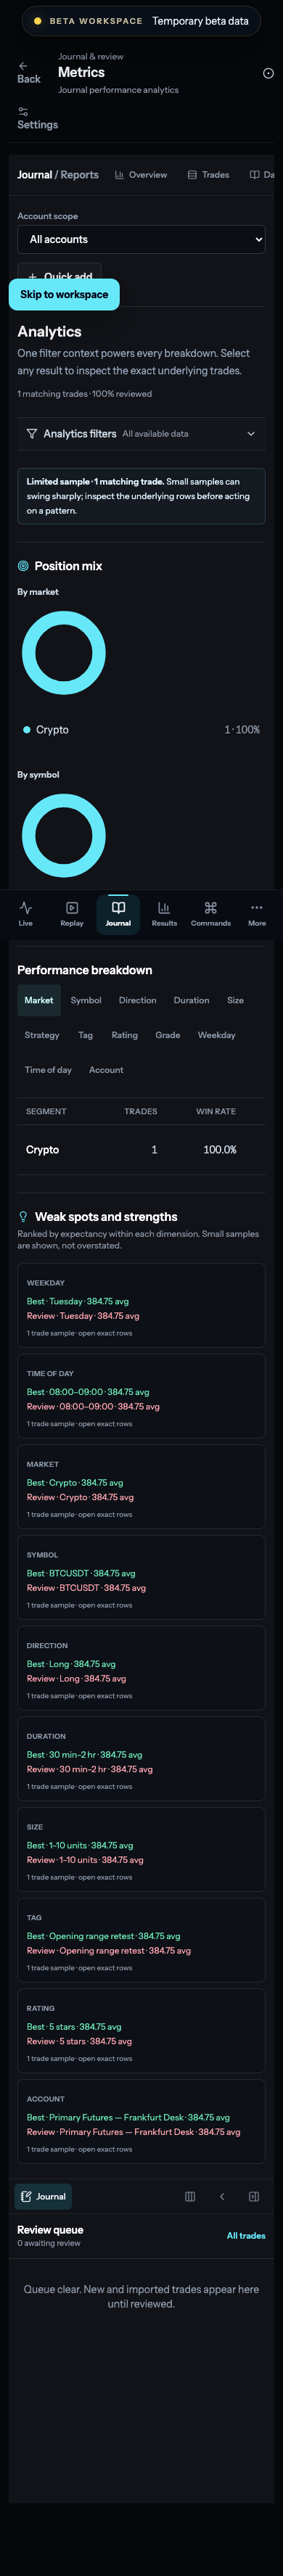 BETA WORKSPACE Temporary beta data
Journal & review
Back
Metrics
Journal performance analytics
Settings
Journal / Reports Overview Trades Da
Account scope
All accounts
Quick add
Skip to workspace
Analytics
One filter context powers every breakdown. Select
any result to inspect the exact underlying trades.
1 matching trades · 100% reviewed
Analytics filters All available data
Limited sample · 1 matching trade. Small samples can
swing sharply; inspect the underlying rows before acting
on a pattern.
Position mix
By market
Crypto 1 · 100%
By symbol
Live Replay Journal Results Commands More
Performance breakdown
Market Symbol Direction Duration Size
Strategy Tag Rating Grade Weekday
Time of day Account
SEGMENT TRADES WIN RATE
Crypto 1 100.0%
Weak spots and strengths
Ranked by expectancy within each dimension. Small samples
are shown, not overstated.
WEEKDAY
Best · Tuesday · 384.75 avg
Review · Tuesday · 384.75 avg
1 trade sample · open exact rows
TIME OF DAY
Best · 08:00–09:00 · 384.75 avg
Review · 08:00–09:00 · 384.75 avg
1 trade sample · open exact rows
MARKET
Best · Crypto · 384.75 avg
Review · Crypto · 384.75 avg
1 trade sample · open exact rows
SYMBOL
Best · BTCUSDT · 384.75 avg
Review · BTCUSDT · 384.75 avg
1 trade sample · open exact rows
DIRECTION
Best · Long · 384.75 avg
Review · Long · 384.75 avg
1 trade sample · open exact rows
DURATION
Best · 30 min–2 hr · 384.75 avg
Review · 30 min–2 hr · 384.75 avg
1 trade sample · open exact rows
SIZE
Best · 1–10 units · 384.75 avg
Review · 1–10 units · 384.75 avg
1 trade sample · open exact rows
TAG
Best · Opening range retest · 384.75 avg
Review · Opening range retest · 384.75 avg
1 trade sample · open exact rows
RATING
Best · 5 stars · 384.75 avg
Review · 5 stars · 384.75 avg
1 trade sample · open exact rows
ACCOUNT
Best · Primary Futures — Frankfurt Desk · 384.75 avg
Review · Primary Futures — Frankfurt Desk · 384.75 avg
1 trade sample · open exact rows
Journal
Review queue
0 awaiting review
All trades
Queue clear. New and imported trades appear here
until reviewed.